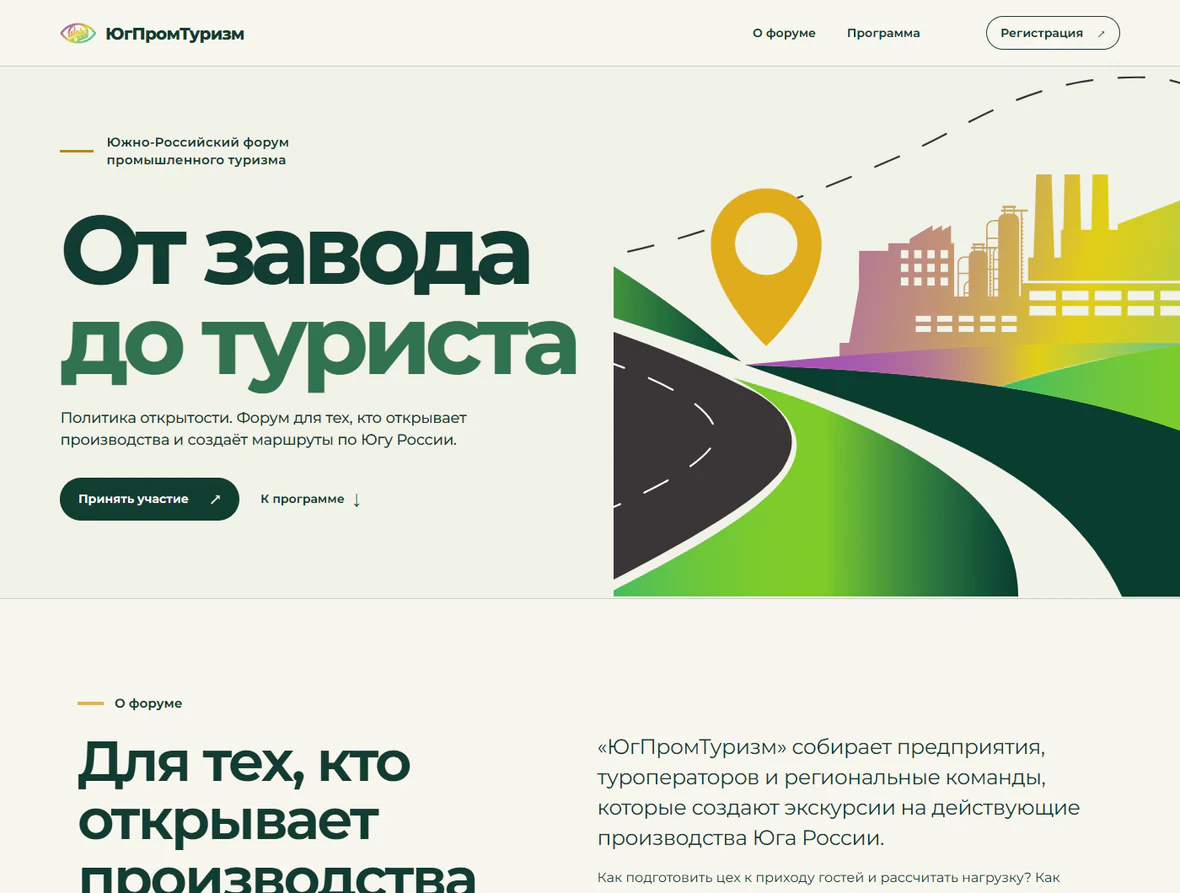 ЮгПромТуризм
О форуме
Программа
Регистрация ↗
Южно-Российский форум
промышленного туризма
От завода
до туриста
Политика открытости. Форум для тех, кто открывает
производства и создаёт маршруты по Югу России.
Принять участие ↗
К программе ↓
О форуме
Для тех, кто
открывает
производства
«ЮгПромТуризм» собирает предприятия,
туроператоров и региональные команды,
которые создают экскурсии на действующие
производства Юга России.
Как подготовить цех к приходу гостей и рассчитать нагрузку? Как